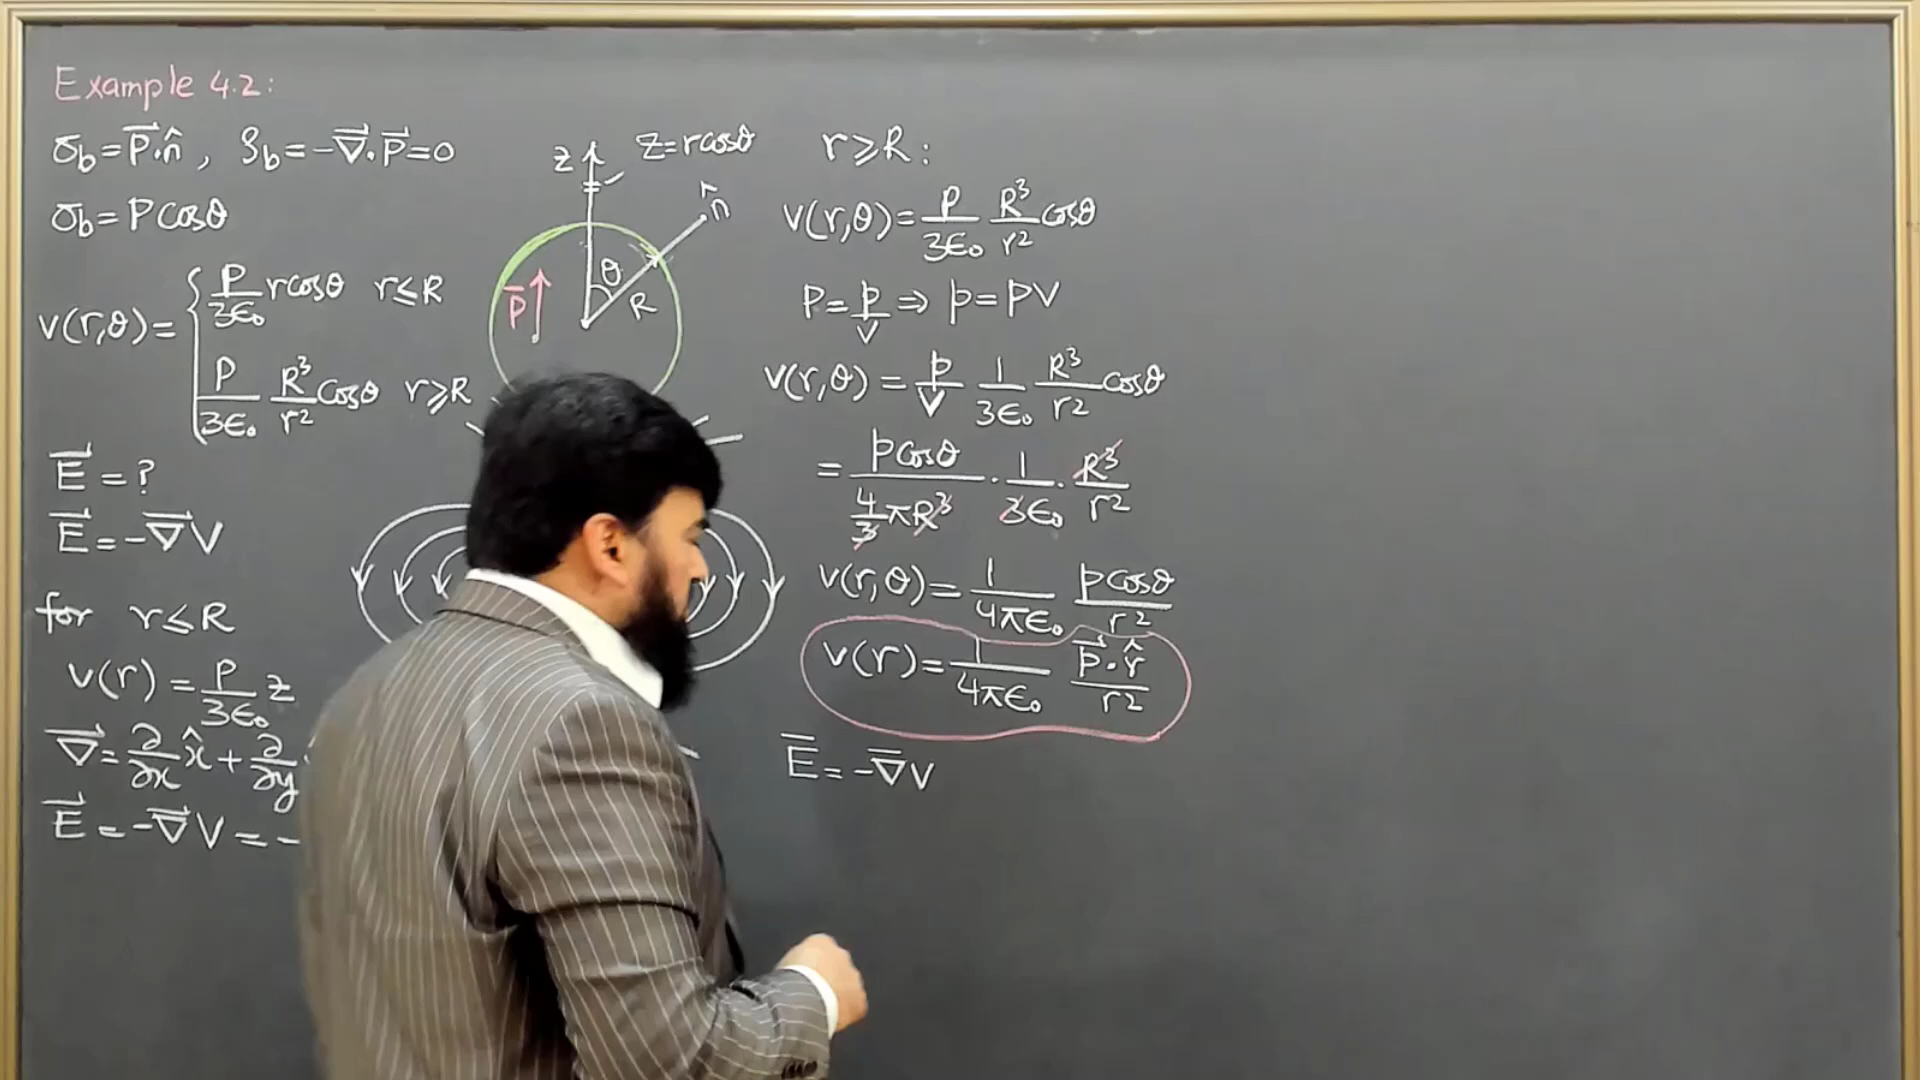 Example 4.2:
σb = P⃗·n̂ , ρb = -∇⃗·P⃗ = 0
σb = P cosθ
V(r,θ) = { P/3ε₀ r cosθ r ≤ R
P/3ε₀ R³/r² cosθ r ≥ R
E⃗ = ?
E⃗ = -∇⃗V
for r ≤ R
V(r) = P/3ε₀ z
∇⃗ = ∂/∂x x̂ + ∂/∂y
E⃗ = -∇⃗V = -
z
z = r cosθ
n̂
θ
R
P⃗
r ≥ R :
V(r,θ) = P/3ε₀ R³/r² cosθ
P = p/V ⇒ p = PV
V(r,θ) = p/V 1/3ε₀ R³/r² cosθ
= p cosθ / 4/3 πR³ · 1/3ε₀ · R³/r²
V(r,θ) = 1/4πε₀ p cosθ/r²
V(r) = 1/4πε₀ p⃗·r̂/r²
E̅ = -∇̅V